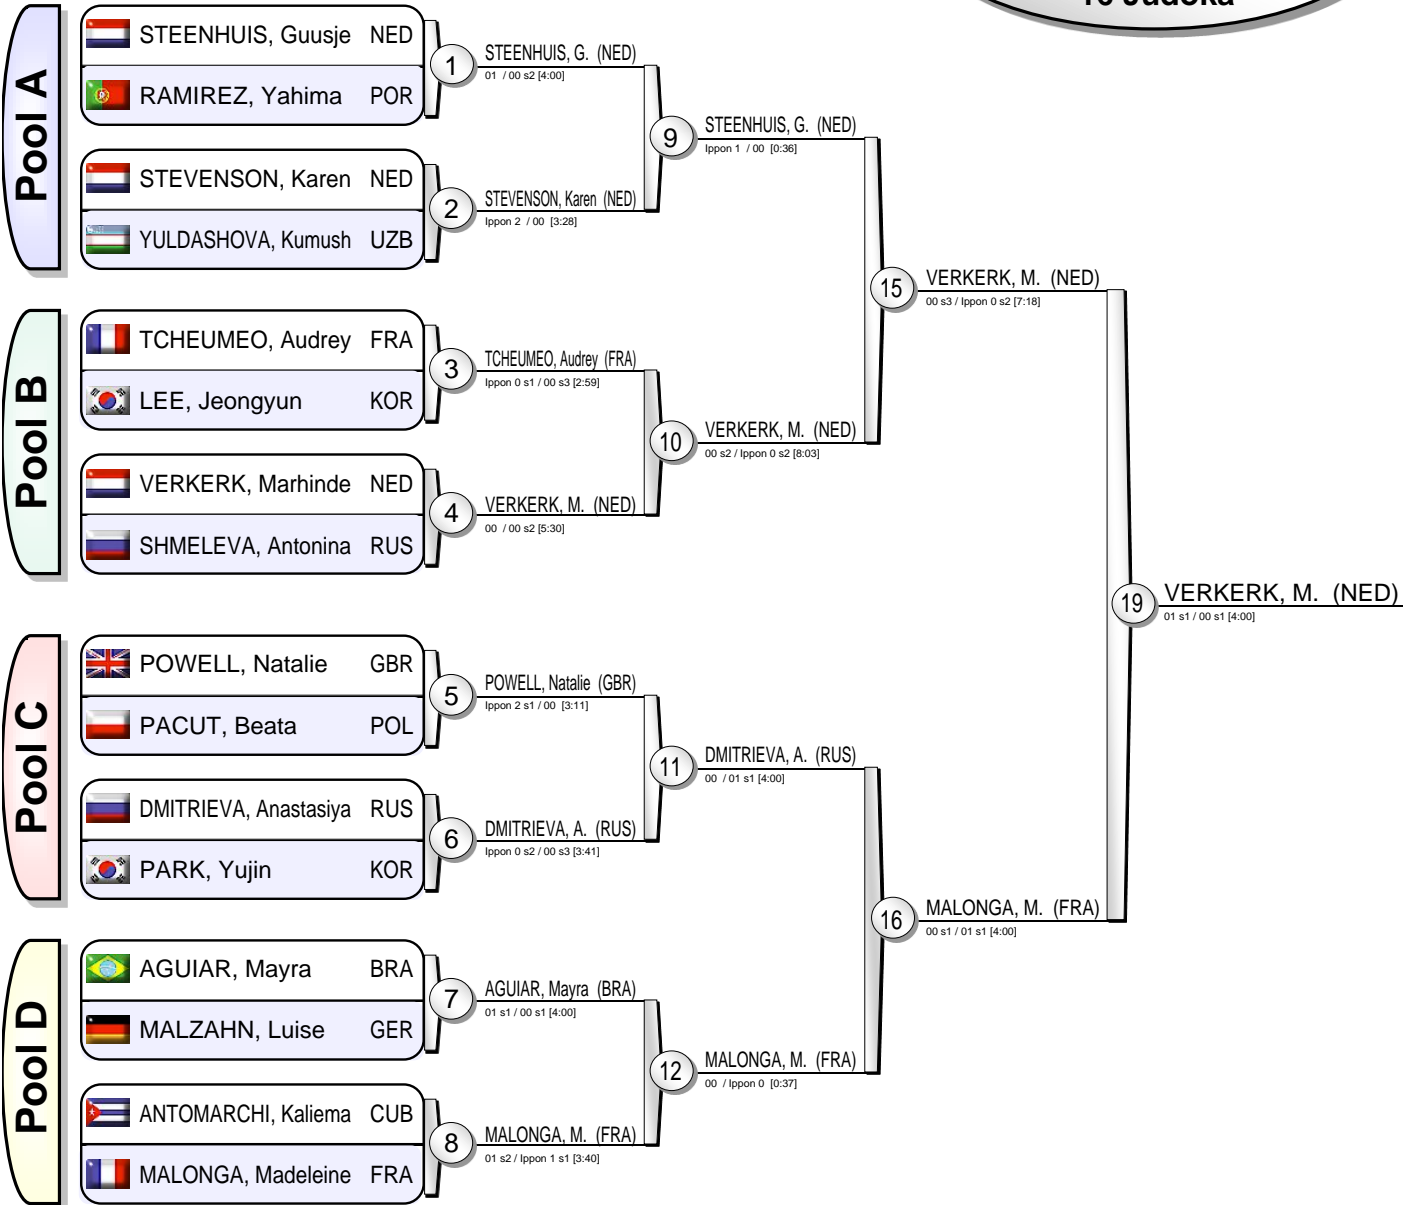 16 Judoka
Pool A
STEENHUIS, Guusje NED
RAMIREZ, Yahima POR
1
STEENHUIS, G. (NED)
01 / 00 s2 [4:00]
STEVENSON, Karen NED
YULDASHOVA, Kumush UZB
2
STEVENSON, Karen (NED)
Ippon 2 / 00 [3:28]
9
STEENHUIS, G. (NED)
Ippon 1 / 00 [0:36]
Pool B
TCHEUMEO, Audrey FRA
LEE, Jeongyun KOR
3
TCHEUMEO, Audrey (FRA)
Ippon 0 s1 / 00 s3 [2:59]
VERKERK, Marhinde NED
SHMELEVA, Antonina RUS
4
VERKERK, M. (NED)
00 / 00 s2 [5:30]
10
VERKERK, M. (NED)
00 s2 / Ippon 0 s2 [8:03]
15
VERKERK, M. (NED)
00 s3 / Ippon 0 s2 [7:18]
Pool C
POWELL, Natalie GBR
PACUT, Beata POL
5
POWELL, Natalie (GBR)
Ippon 2 s1 / 00 [3:11]
DMITRIEVA, Anastasiya RUS
PARK, Yujin KOR
6
DMITRIEVA, A. (RUS)
Ippon 0 s2 / 00 s3 [3:41]
11
DMITRIEVA, A. (RUS)
00 / 01 s1 [4:00]
Pool D
AGUIAR, Mayra BRA
MALZAHN, Luise GER
7
AGUIAR, Mayra (BRA)
01 s1 / 00 s1 [4:00]
ANTOMARCHI, Kaliema CUB
MALONGA, Madeleine FRA
8
MALONGA, M. (FRA)
01 s2 / Ippon 1 s1 [3:40]
12
MALONGA, M. (FRA)
00 / Ippon 0 [0:37]
16
MALONGA, M. (FRA)
00 s1 / 01 s1 [4:00]
19
VERKERK, M. (NED)
01 s1 / 00 s1 [4:00]